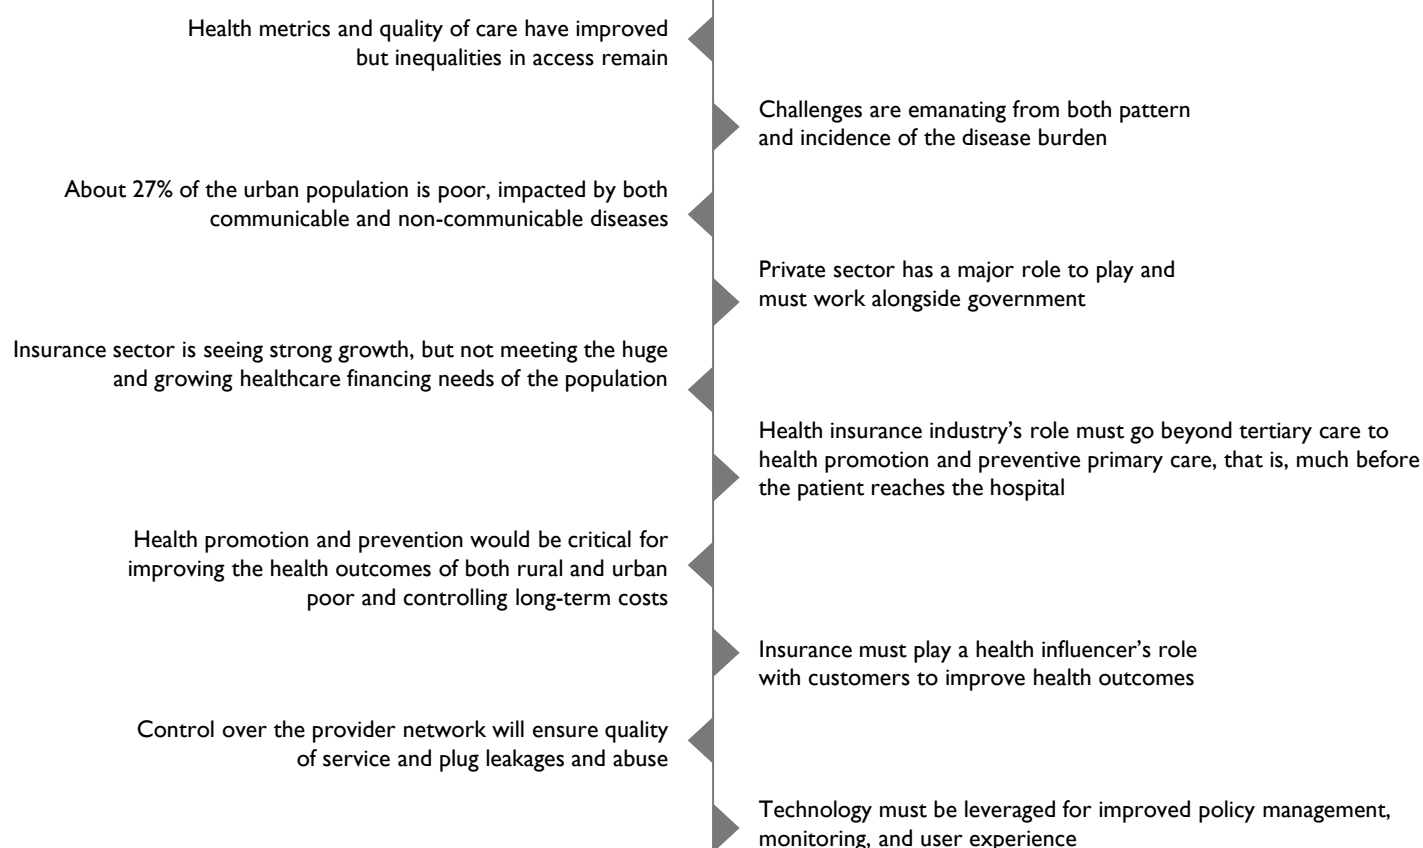 Health metrics and quality of care have improved
but inequalities in access remain
Challenges are emanating from both pattern
and incidence of the disease burden
About 27% of the urban population is poor, impacted by both
communicable and non-communicable diseases
Private sector has a major role to play and
must work alongside government
Insurance sector is seeing strong growth, but not meeting the huge
and growing healthcare financing needs of the population
Health insurance industry’s role must go beyond tertiary care to
health promotion and preventive primary care, that is, much before
the patient reaches the hospital
Health promotion and prevention would be critical for
improving the health outcomes of both rural and urban
poor and controlling long-term costs
Insurance must play a health influencer’s role
with customers to improve health outcomes
Control over the provider network will ensure quality
of service and plug leakages and abuse
Technology must be leveraged for improved policy management,
monitoring, and user experience